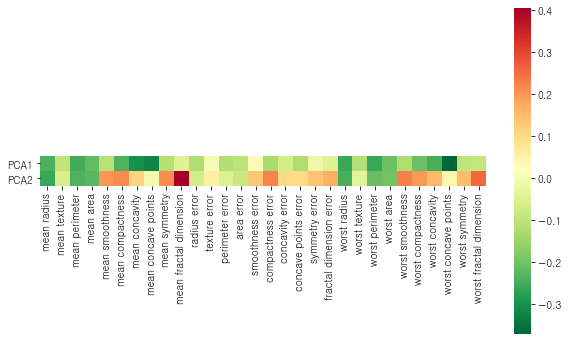 0.4
0.3
0.2
0.1
0.0
−0.1
−0.2
−0.3
PCA1
PCA2
mean radius
mean texture
mean perimeter
mean area
mean smoothness
mean compactness
mean concavity
mean concave points
mean symmetry
mean fractal dimension
radius error
texture error
perimeter error
area error
smoothness error
compactness error
concavity error
concave points error
symmetry error
fractal dimension error
worst radius
worst texture
worst perimeter
worst area
worst smoothness
worst compactness
worst concavity
worst concave points
worst symmetry
worst fractal dimension